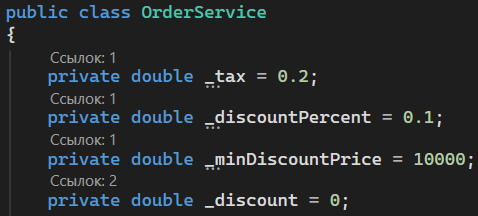 public class OrderService
{
Ссылок: 1
private double _tax = 0.2;
Ссылок: 1
private double _discountPercent = 0.1;
Ссылок: 1
private double _minDiscountPrice = 10000;
Ссылок: 2
private double _discount = 0;